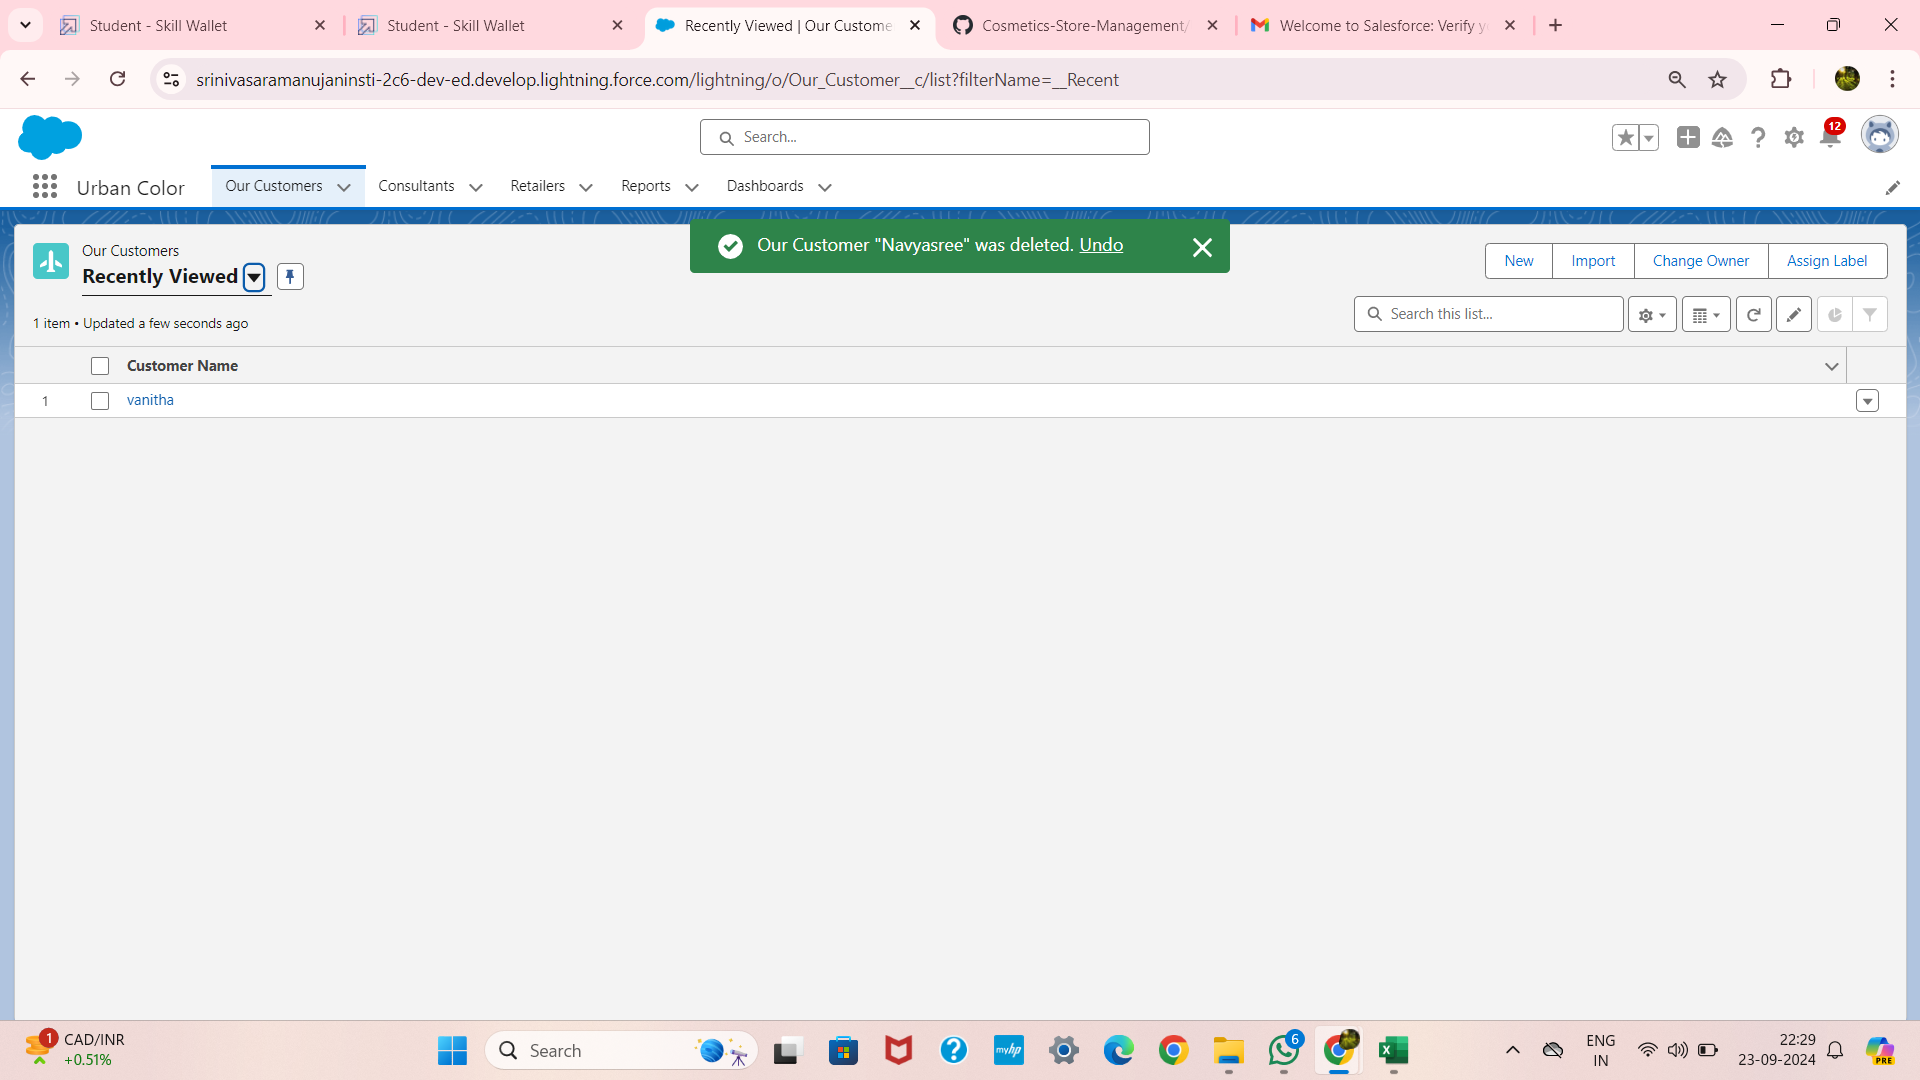 Student - Skill Wallet
Student - Skill Wallet
Recently Viewed | Our Custome
Cosmetics-Store-Management/
Welcome to Salesforce: Verify y
srinivasaramanujaninsti-2c6-dev-ed.develop.lightning.force.com/lightning/o/Our_Customer__c/list?filterName=__Recent
Search...
12
Urban Color
Our Customers
Consultants
Retailers
Reports
Dashboards
Our Customer "Navyasree" was deleted. Undo
Our Customers
Recently Viewed
New
Import
Change Owner
Assign Label
1 item • Updated a few seconds ago
Search this list...
Customer Name
1
vanitha
1
CAD/INR
+0.51%
Search
myhp
6
ENG
IN
22:29
23-09-2024
PRE